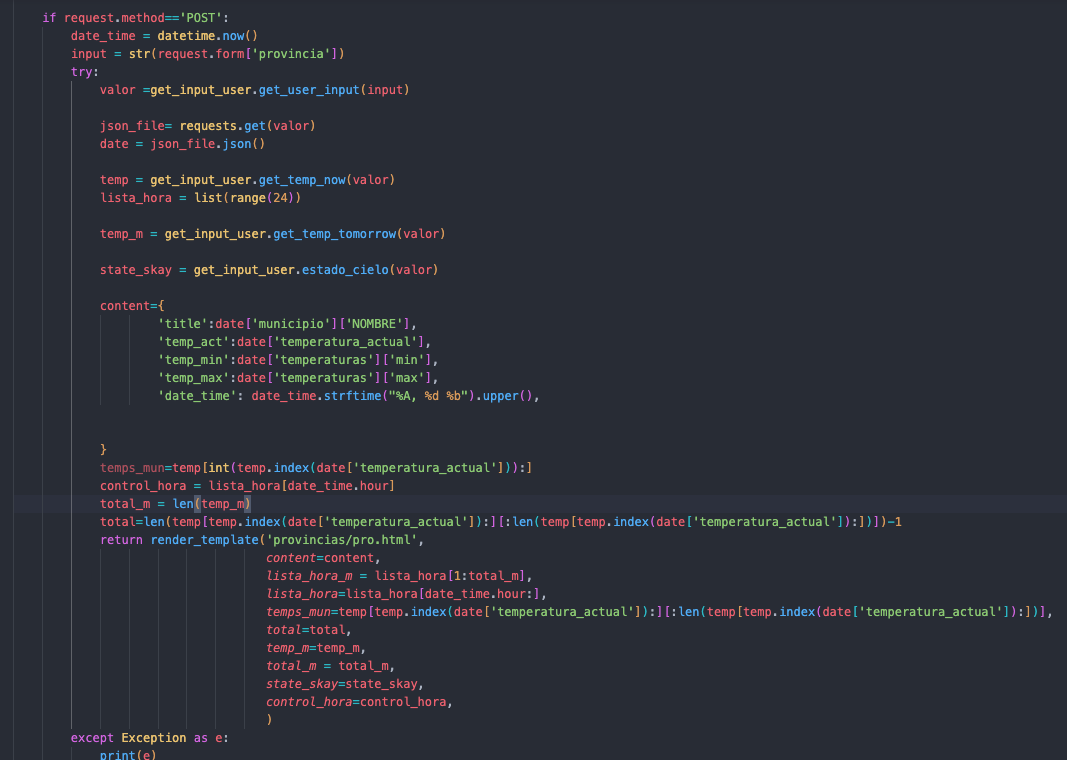 if request.method=='POST':
date_time = datetime.now()
input = str(request.form['provincia'])
try:
valor =get_input_user.get_user_input(input)
json_file= requests.get(valor)
date = json_file.json()
temp = get_input_user.get_temp_now(valor)
lista_hora = list(range(24))
temp_m = get_input_user.get_temp_tomorrow(valor)
state_skay = get_input_user.estado_cielo(valor)
content={
'title':date['municipio']['NOMBRE'],
'temp_act':date['temperatura_actual'],
'temp_min':date['temperaturas']['min'],
'temp_max':date['temperaturas']['max'],
'date_time': date_time.strftime("%A, %d %b").upper(),
}
temps_mun=temp[int(temp.index(date['temperatura_actual'])):]
control_hora = lista_hora[date_time.hour]
total_m = len(temp_m)
total=len(temp[temp.index(date['temperatura_actual']):][:len(temp[temp.index(date['temperatura_actual']):])])-1
return render_template('provincias/pro.html',
content=content,
lista_hora_m = lista_hora[1:total_m],
lista_hora=lista_hora[date_time.hour:],
temps_mun=temp[temp.index(date['temperatura_actual']):][:len(temp[temp.index(date['temperatura_actual']):])],
total=total,
temp_m=temp_m,
total_m = total_m,
state_skay=state_skay,
control_hora=control_hora,
)
except Exception as e:
print(e)